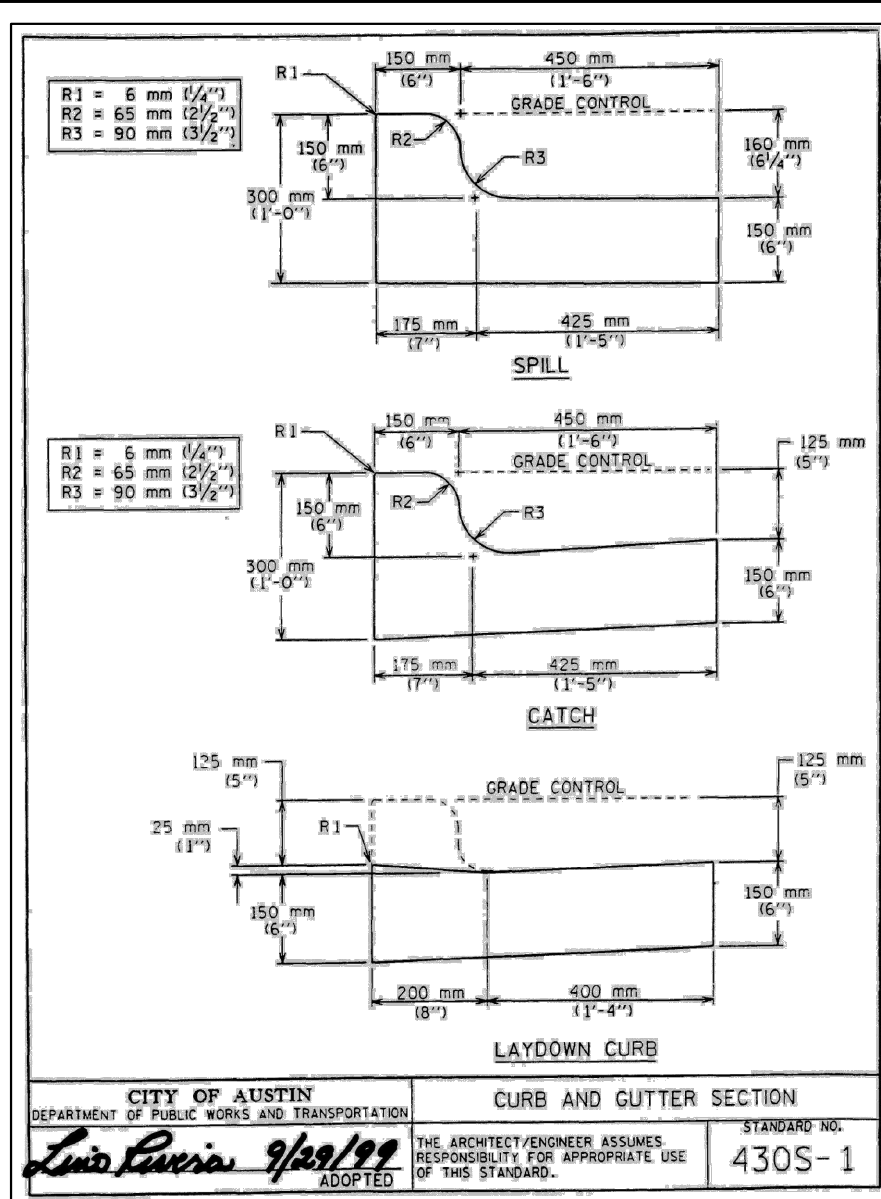 R1 = 6 mm (1/4'')
R2 = 65 mm (2 1/2'')
R3 = 90 mm (3 1/2'')
R1
150 mm
(6'')
450 mm
(1'-6'')
GRADE CONTROL
R2
R3
150 mm
(6'')
300 mm
(1'-0'')
160 mm
(6 1/4'')
150 mm
(6'')
175 mm
(7'')
425 mm
(1'-5'')
SPILL
R1 = 6 mm (1/4'')
R2 = 65 mm (2 1/2'')
R3 = 90 mm (3 1/2'')
R1
150 mm
(6'')
450 mm
(1'-6'')
GRADE CONTROL
125 mm
(5'')
R2
R3
150 mm
(6'')
300 mm
(1'-0'')
150 mm
(6'')
175 mm
(7'')
425 mm
(1'-5'')
CATCH
125 mm
(5'')
GRADE CONTROL
125 mm
(5'')
25 mm
(1'')
R1
150 mm
(6'')
150 mm
(6'')
200 mm
(8'')
400 mm
(1'-4'')
LAYDOWN CURB
CITY OF AUSTIN
DEPARTMENT OF PUBLIC WORKS AND TRANSPORTATION
CURB AND GUTTER SECTION
Luis Rivera 9/29/99
ADOPTED
THE ARCHITECT/ENGINEER ASSUMES
RESPONSIBILITY FOR APPROPRIATE USE
OF THIS STANDARD.
STANDARD NO.
430S-1